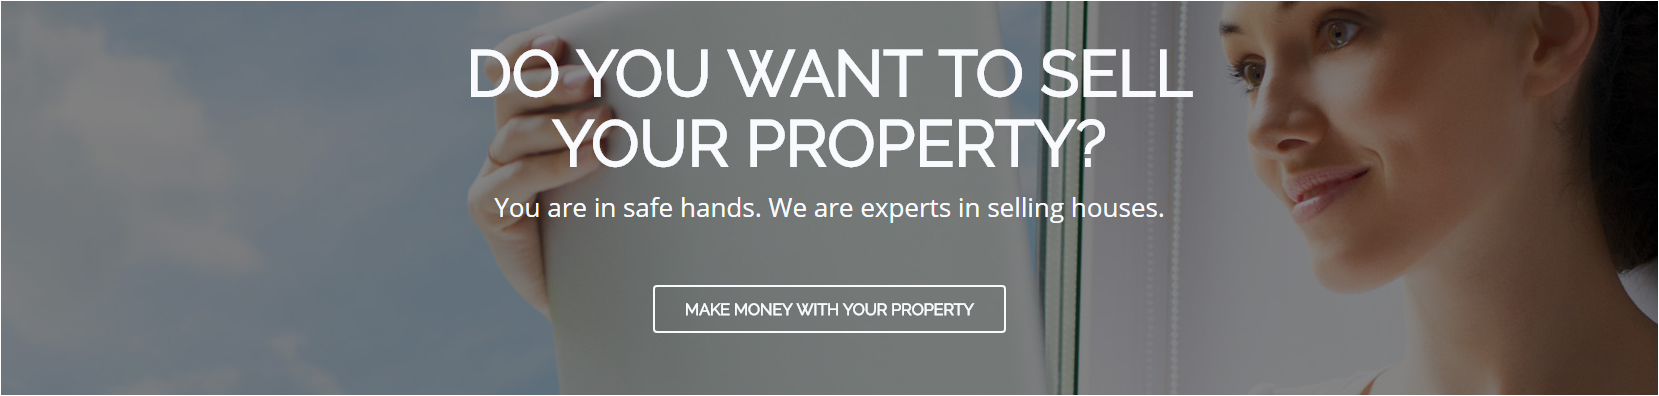 DO YOU WANT TO SELL
YOUR PROPERTY?
You are in safe hands. We are experts in selling houses.
MAKE MONEY WITH YOUR PROPERTY